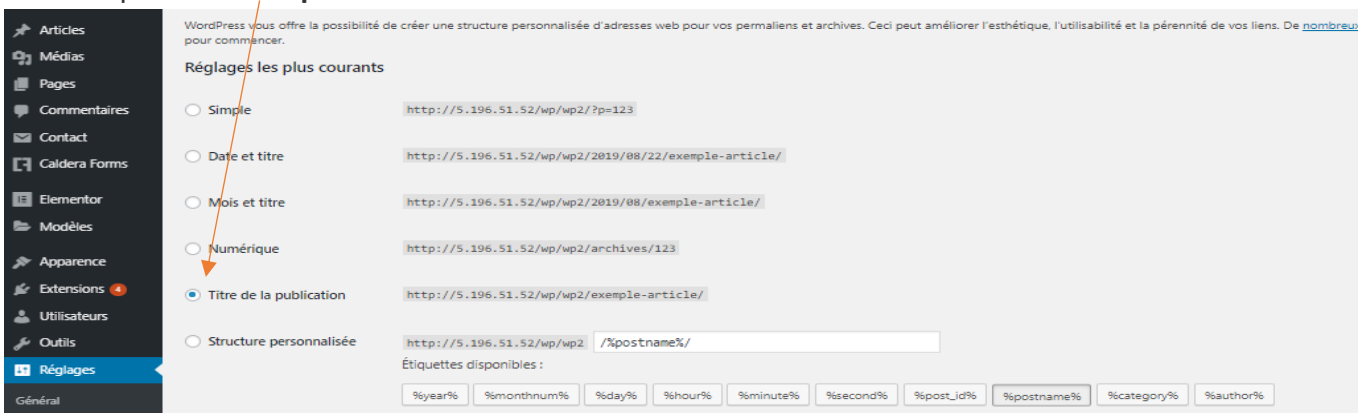 Articles
Médias
Pages
Commentaires
Contact
Caldera Forms
Elementor
Modèles
Apparence
Extensions 4
Utilisateurs
Outils
Réglages
Général
WordPress vous offre la possibilité de créer une structure personnalisée d'adresses web pour vos permaliens et archives. Ceci peut améliorer l'esthétique, l'utilisabilité et la pérennité de vos liens. De nombreux
pour commencer.
Réglages les plus courants
Simple http://5.196.51.52/wp/wp2/?p=123
Date et titre http://5.196.51.52/wp/wp2/2019/08/22/exemple-article/
Mois et titre http://5.196.51.52/wp/wp2/2019/08/exemple-article/
Numérique http://5.196.51.52/wp/wp2/archives/123
Titre de la publication http://5.196.51.52/wp/wp2/exemple-article/
Structure personnalisée http://5.196.51.52/wp/wp2 /%postname%/
Étiquettes disponibles :
%year% %monthnum% %day% %hour% %minute% %second% %post_id% %postname% %category% %author%